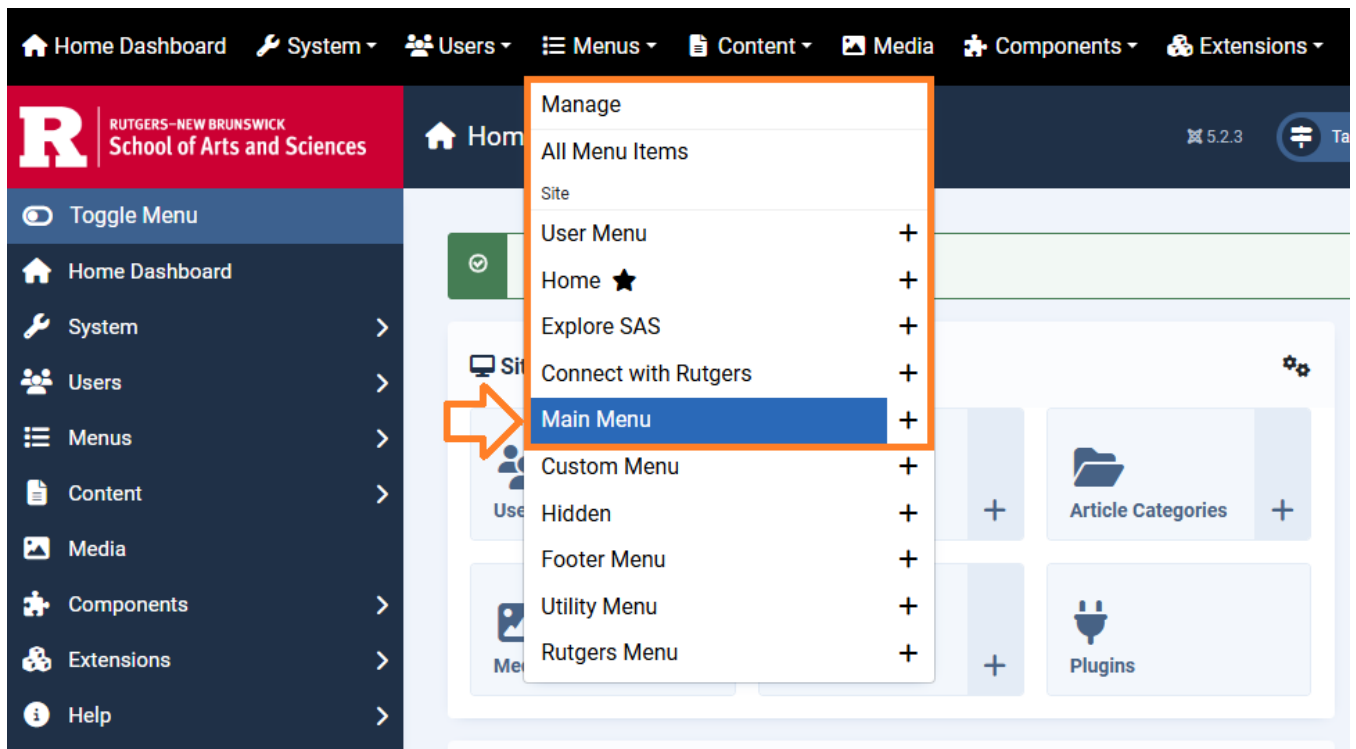 Home Dashboard System Users Menus Content Media Components Extensions
RUTGERS–NEW BRUNSWICK
School of Arts and Sciences
Hom
5.2.3
Ta
Toggle Menu
Home Dashboard
System
Users
Menus
Content
Media
Components
Extensions
Help
Manage
All Menu Items
Site
User Menu
Home
Explore SAS
Connect with Rutgers
Main Menu
Custom Menu
Hidden
Footer Menu
Utility Menu
Rutgers Menu
Sit
Use
Article Categories
Med
Plugins